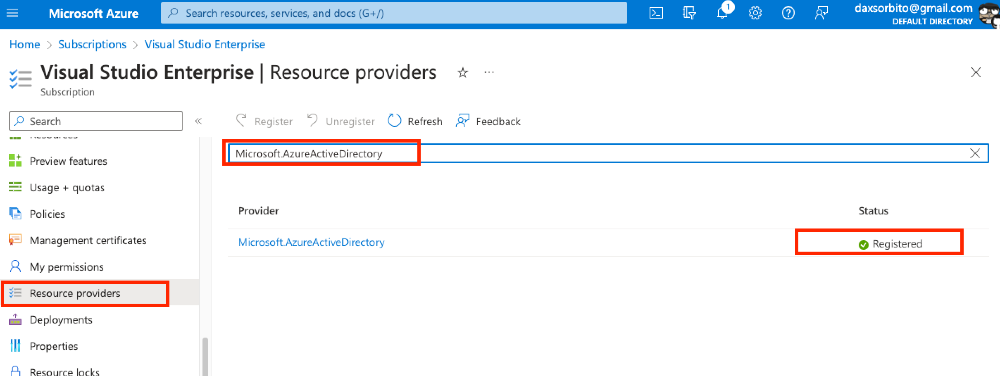 Microsoft Azure
Search resources, services, and docs (G+/)
1
daxsorbito@gmail.com
DEFAULT DIRECTORY
Home > Subscriptions > Visual Studio Enterprise
Visual Studio Enterprise | Resource providers
Subscription
Search
«
Register
Unregister
Refresh
Feedback
Resources
Preview features
Usage + quotas
Policies
Management certificates
My permissions
Resource providers
Deployments
Properties
Resource locks
Microsoft.AzureActiveDirectory
Provider
Status
Microsoft.AzureActiveDirectory
Registered